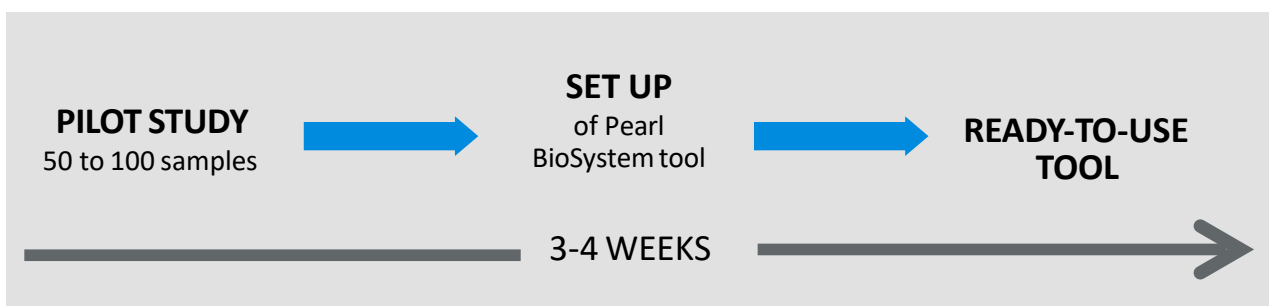 PILOT STUDY
50 to 100 samples
SET UP
of Pearl
BioSystem tool
READY-TO-USE
TOOL
3-4 WEEKS